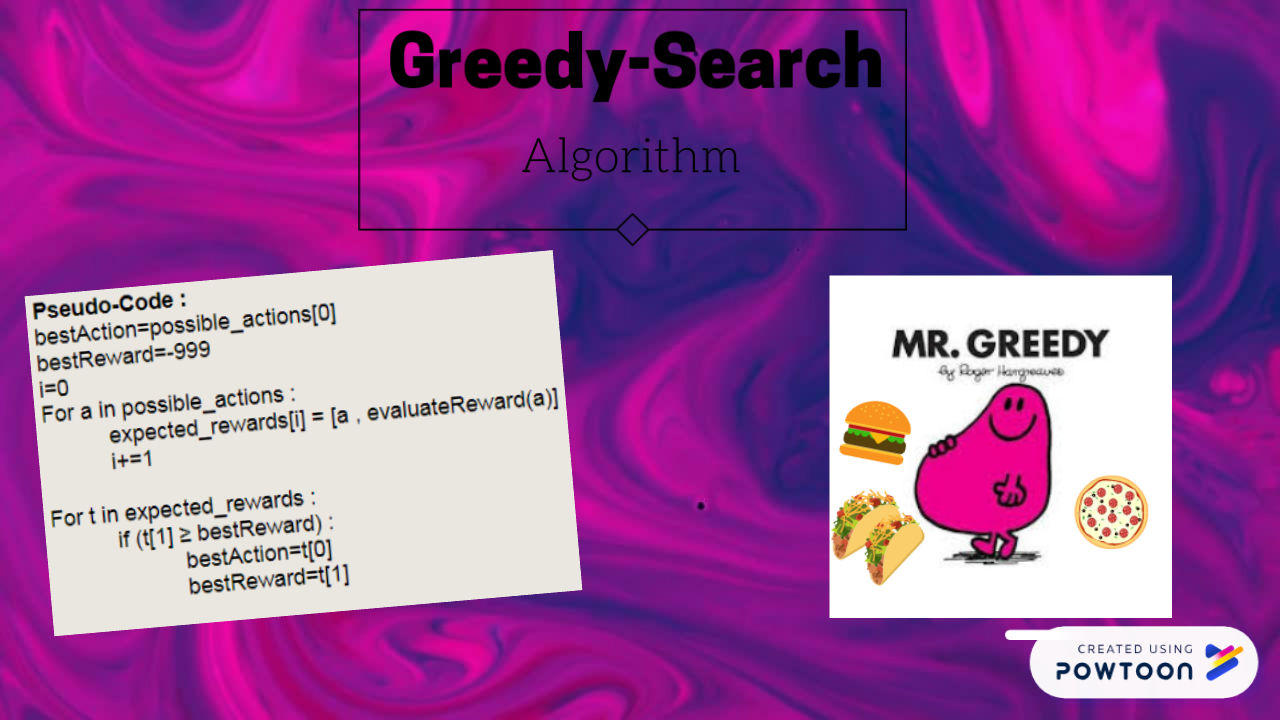 Greedy-Search
Algorithm
Pseudo-Code :
bestAction=possible_actions[0]
bestReward=-999
i=0
For a in possible_actions :
expected_rewards[i] = [a , evaluateReward(a)]
i+=1
For t in expected_rewards :
if (t[1] ≥ bestReward) :
bestAction=t[0]
bestReward=t[1]
MR. GREEDY
by Roger Hargreaves
CREATED USING
POWTOON